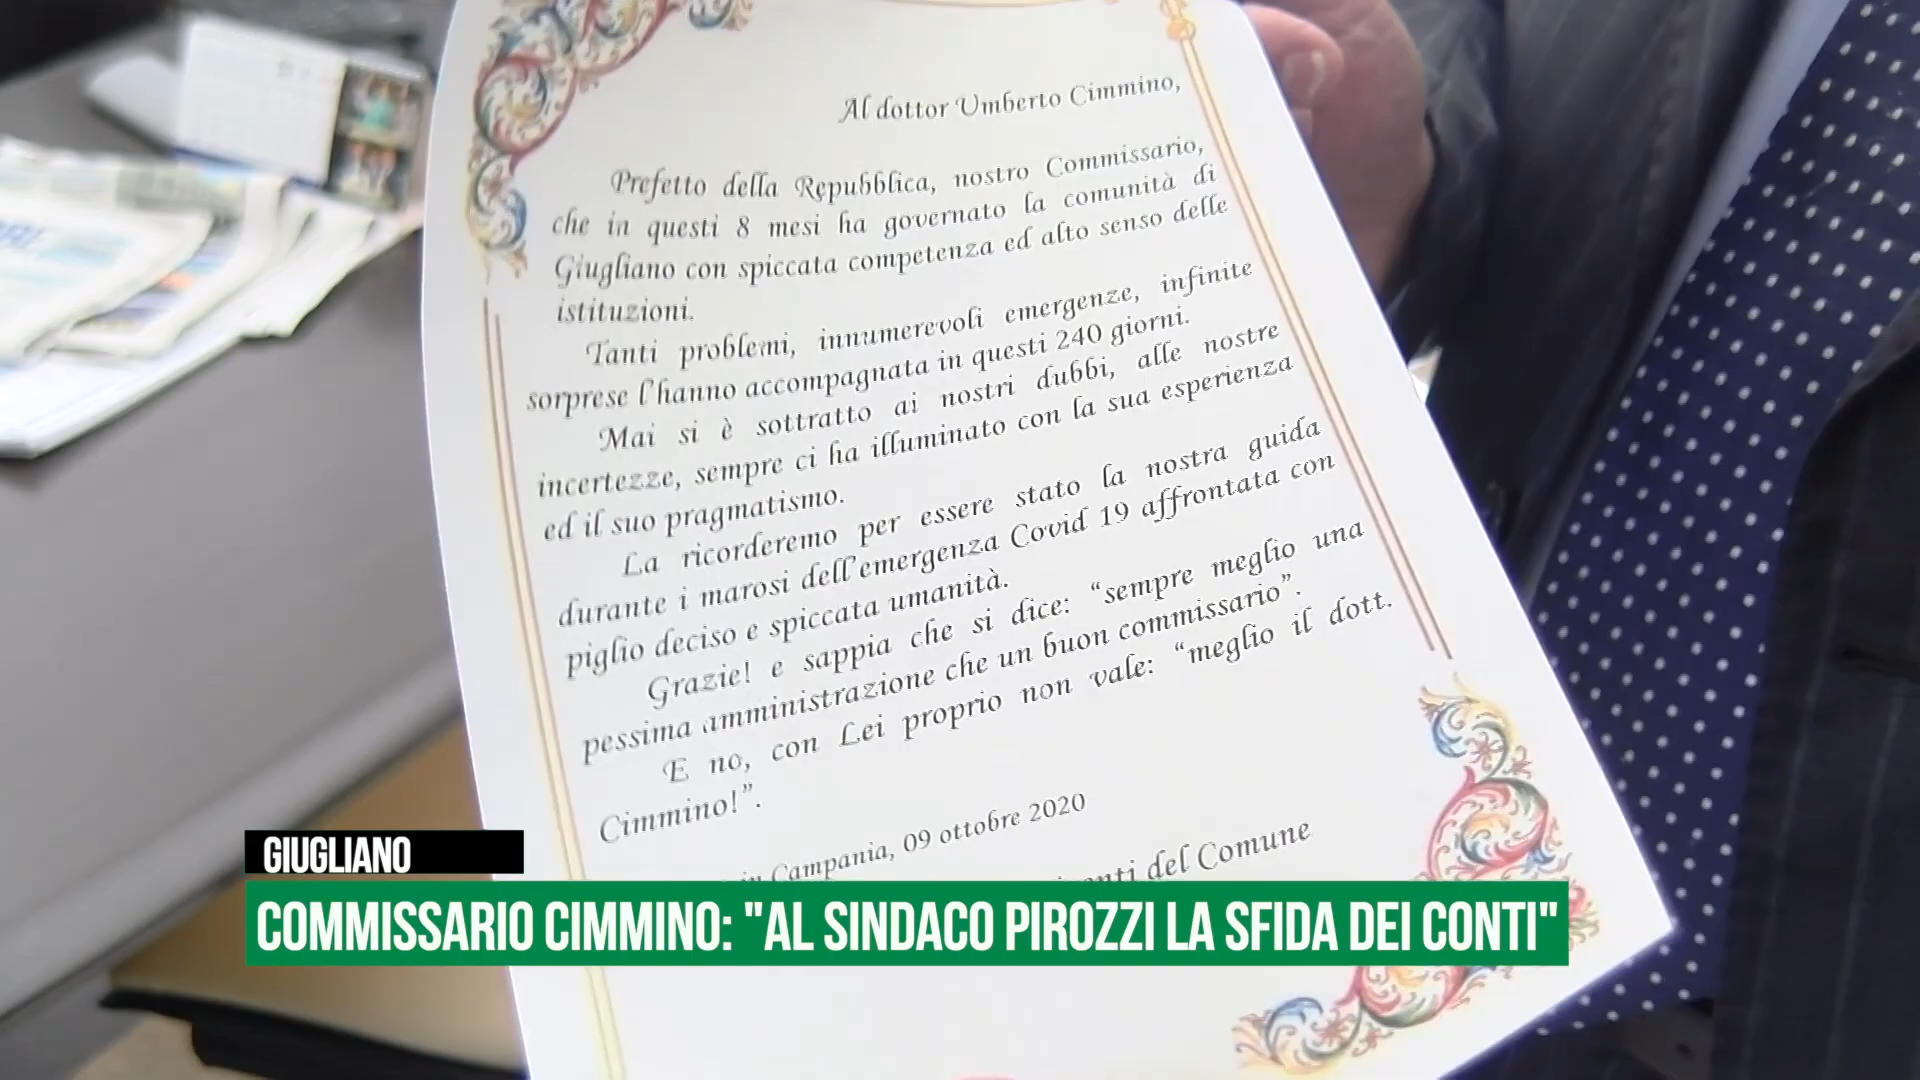 Al dottor Umberto Cimmino,
Prefetto della Repubblica, nostro Commissario,
che in questi 8 mesi ha governato la comunità di
Giugliano con spiccata competenza ed alto senso delle
istituzioni.
Tanti problemi, innumerevoli emergenze, infinite
sorprese l'hanno accompagnata in questi 240 giorni.
Mai si è sottratto ai nostri dubbi, alle nostre
incertezze, sempre ci ha illuminato con la sua esperienza
ed il suo pragmatismo.
La ricorderemo per essere stato la nostra guida
durante i marosi dell'emergenza Covid 19 affrontata con
piglio deciso e spiccata umanità.
Grazie! e sappia che si dice: “sempre meglio una
pessima amministrazione che un buon commissario”.
E no, con Lei proprio non vale: “meglio il dott.
Cimmino!”.
Campania, 09 ottobre 2020
del Comune
GIUGLIANO
COMMISSARIO CIMMINO: "AL SINDACO PIROZZI LA SFIDA DEI CONTI"